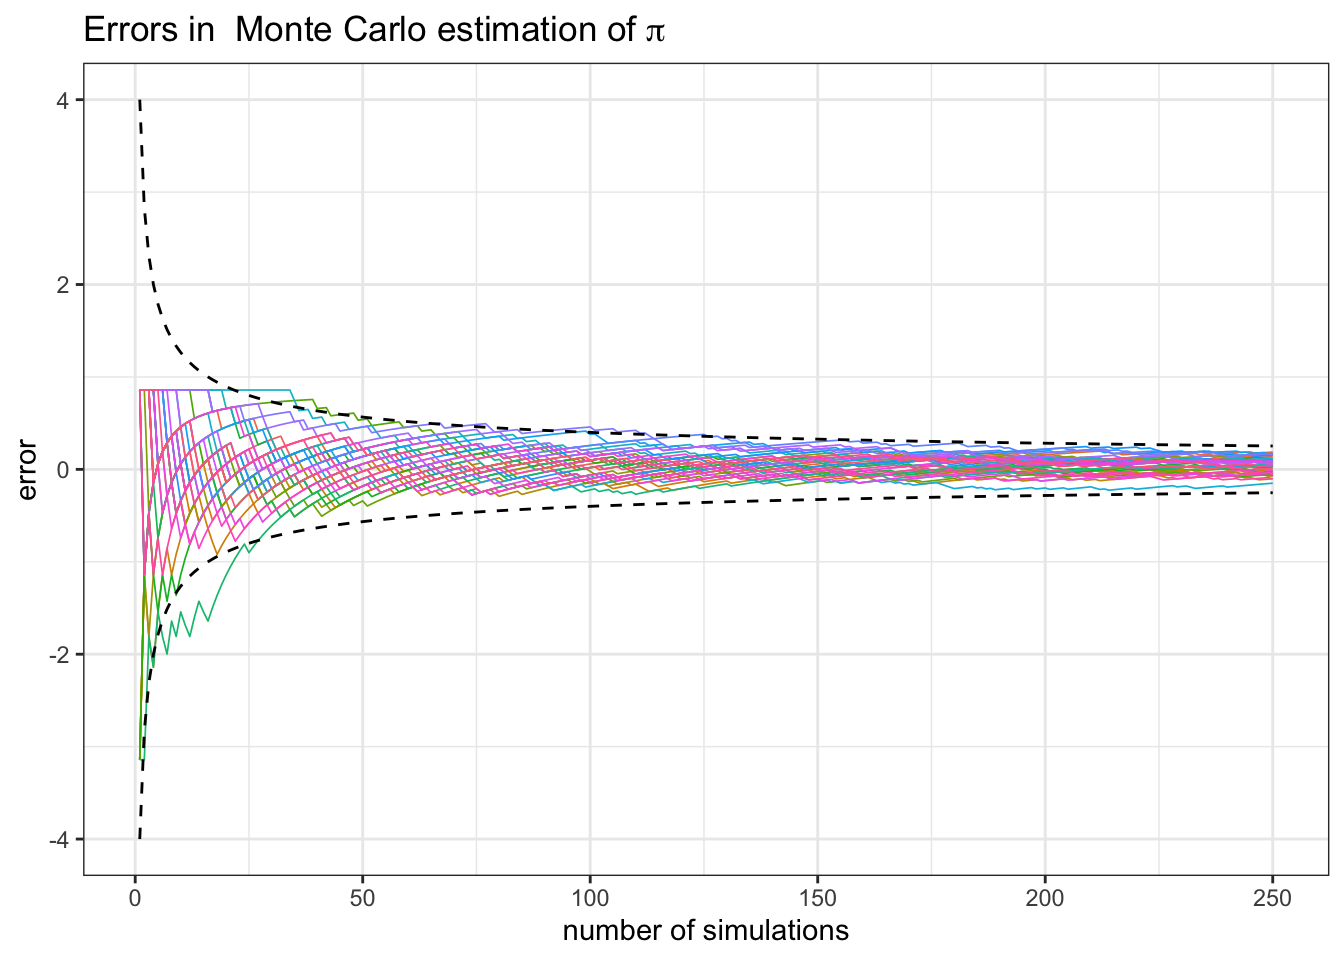 Errors in  Monte Carlo estimation of π
4
2
0
-2
-4
error
0 50 100 150 200 250
number of simulations